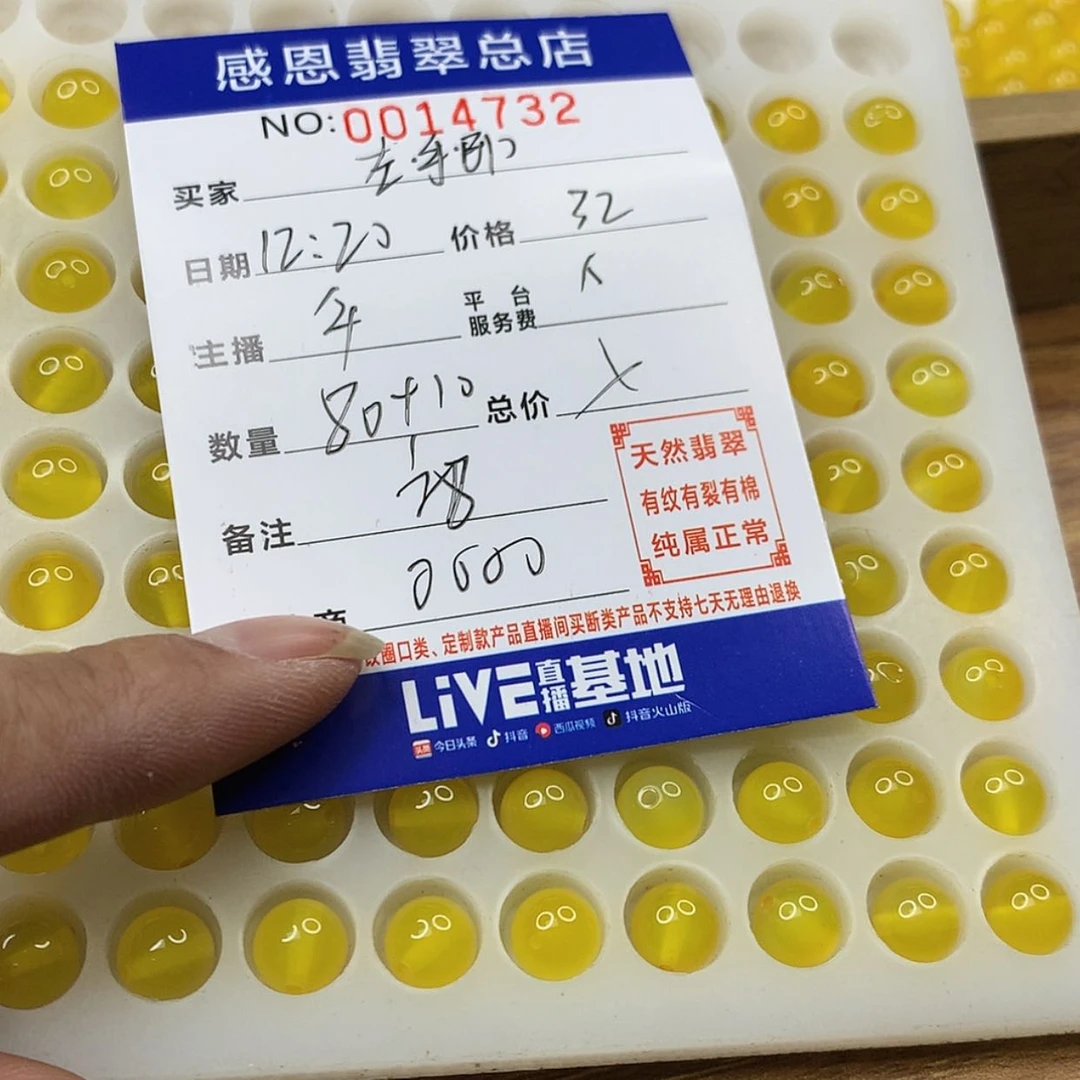 感恩翡翠总店
NO:0014732
买家
日期 12:20 价格 32
主播 平台服务费
数量 80+10 总价
备注 28
商
天然翡翠
有纹有裂有棉
纯属正常
圈口类、定制款产品直播间买断类产品不支持七天无理由退换
LiVE直播基地
头条 今日头条 抖音 西瓜视频 抖音火山版